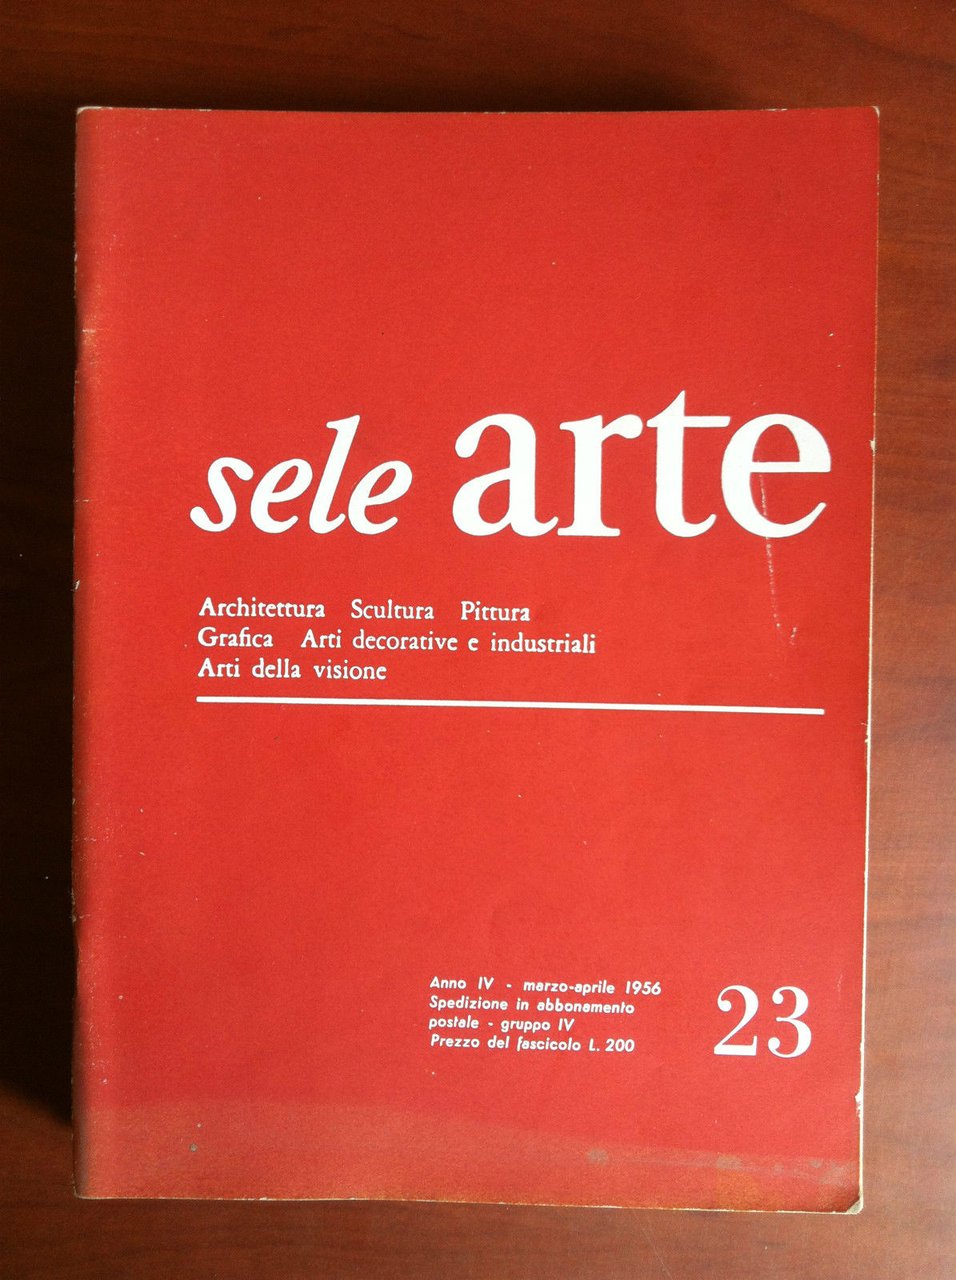 sele arte
Architettura Scultura Pittura
Grafica Arti decorative e industriali
Arti della visione
Anno IV - marzo-aprile 1956
Spedizione in abbonamento
postale - gruppo IV
Prezzo del fascicolo L. 200
23